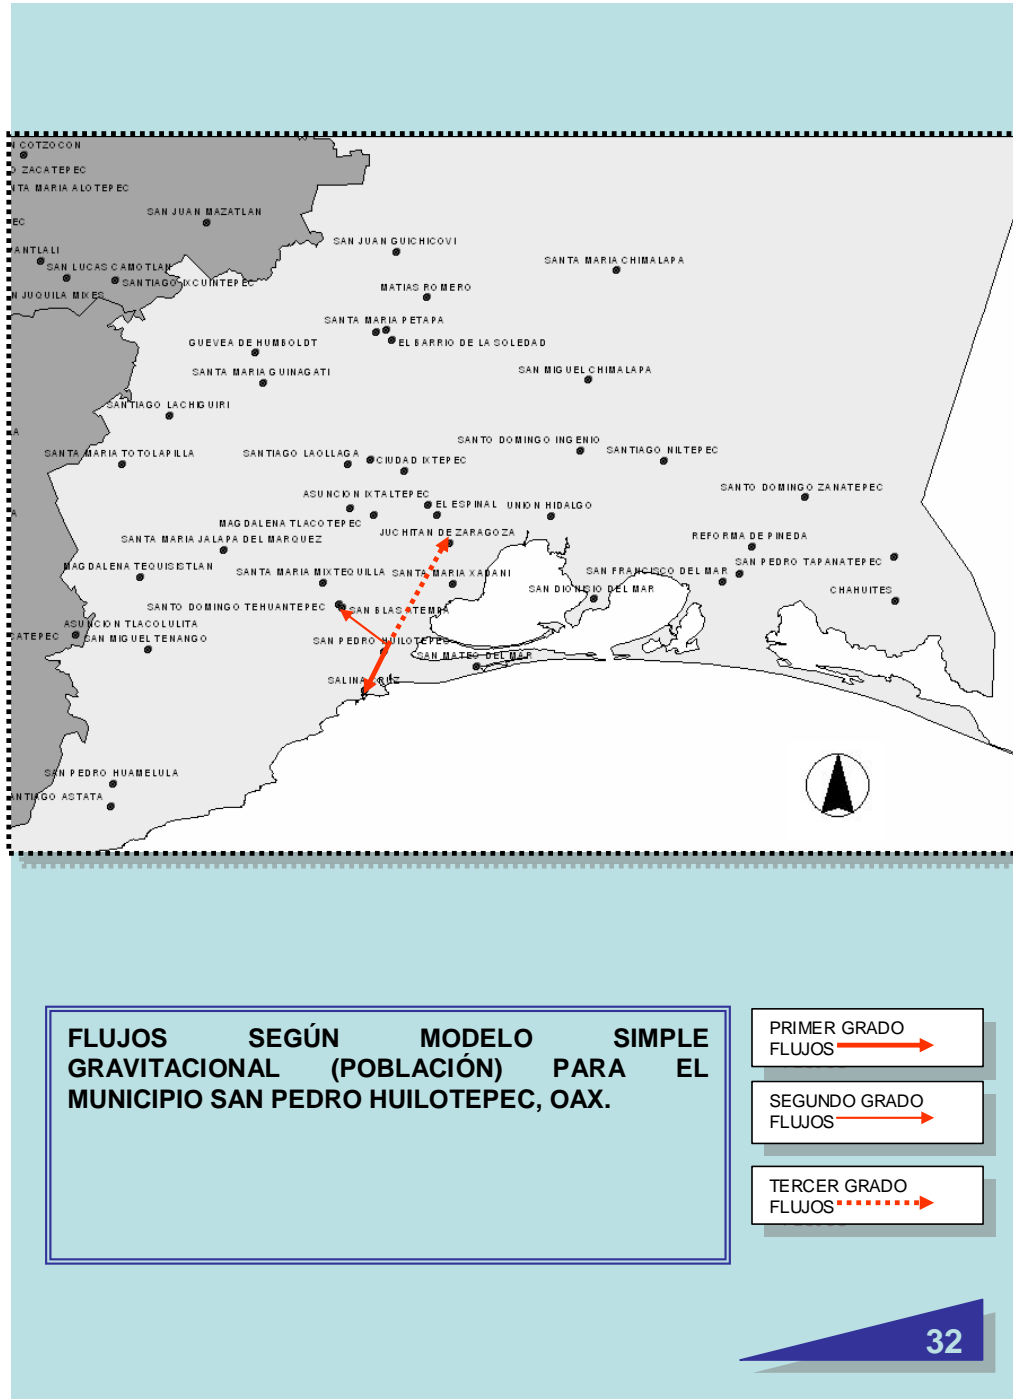 N COTZOCON
O ZACATEPEC
NTA MARIA ALOTEPEC
SAN JUAN MAZATLAN
EC
SAN JUAN GUICHICOVI
ANTLALI
SANTA MARIA CHIMALAPA
SAN LUCAS CAMOTLAN
SANTIAGO IXCUINTEPEC
N JUQUILA MIXES
MATIAS ROMERO
SANTA MARIA PETAPA
GUEVEA DE HUMBOLDT
EL BARRIO DE LA SOLEDAD
SANTA MARIA GUINAGATI
SAN MIGUEL CHIMALAPA
SANTIAGO LACHIGUIRI
A
SANTO DOMINGO INGENIO
SANTA MARIA TOTOLAPILLA
SANTIAGO LAOLLAGA
CIUDAD IXTEPEC
SANTIAGO NILTEPEC
SANTO DOMINGO ZANATEPEC
ASUNCION IXTALTEPEC
EL ESPINAL
UNION HIDALGO
A
MAGDALENA TLACOTEPEC
JUCHITAN DE ZARAGOZA
SANTA MARIA JALAPA DEL MARQUEZ
REFORMA DE PINEDA
MAGDALENA TEQUISISTLAN
SANTA MARIA MIXTEQUILLA
SANTA MARIA XADANI
SAN FRANCISCO DEL MAR
SAN PEDRO TAPANATEPEC
SAN DIONISIO DEL MAR
CHAHUITES
SANTO DOMINGO TEHUANTEPEC
SAN BLAS ATEMPA
ASUNCION TLACOLULITA
CATEPEC
SAN MIGUEL TENANGO
SAN PEDRO HUILOTEPEC
SAN MATEO DEL MAR
SALINA CRUZ
SAN PEDRO HUAMELULA
ANTIAGO ASTATA
FLUJOS SEGÚN MODELO SIMPLE
GRAVITACIONAL (POBLACIÓN) PARA EL
MUNICIPIO SAN PEDRO HUILOTEPEC, OAX.
PRIMER GRADO
FLUJOS
SEGUNDO GRADO
FLUJOS
TERCER GRADO
FLUJOS
32